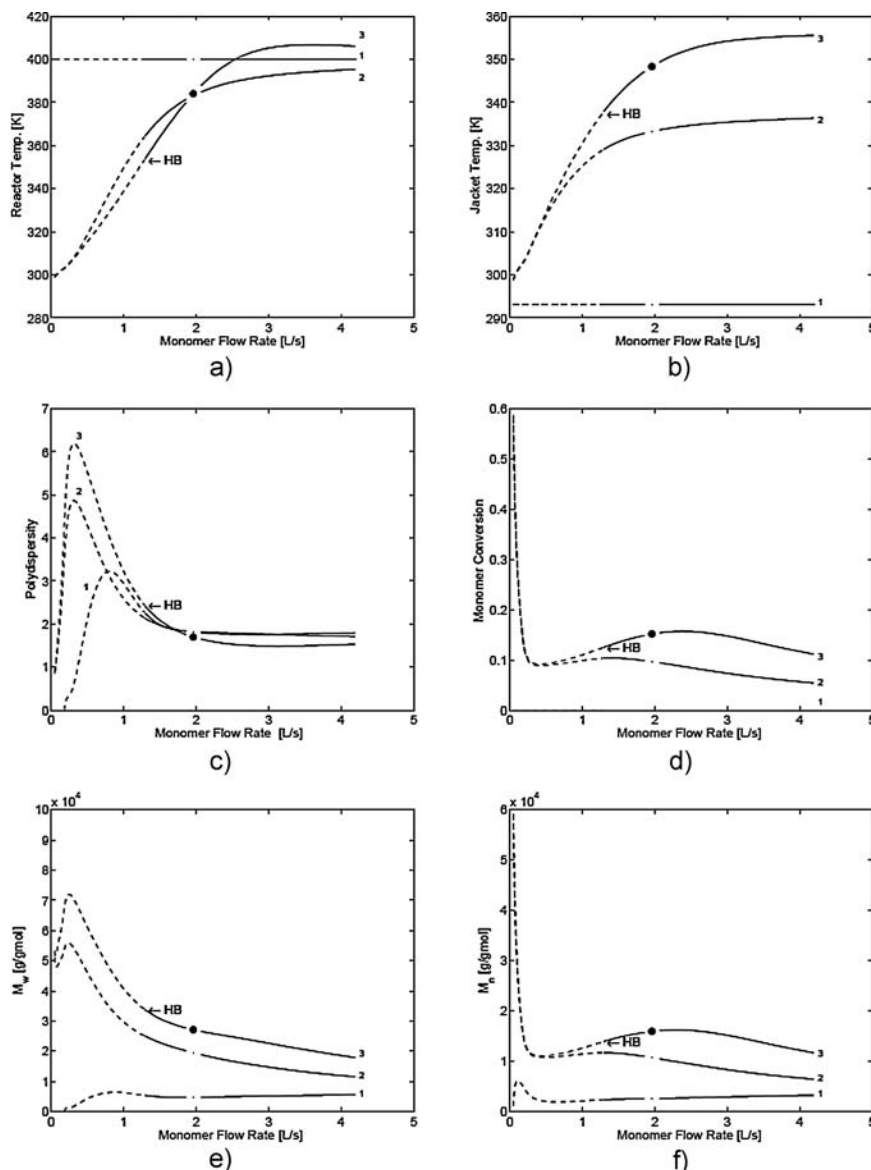 3
400
1
380
2
Reactor Temp. [K]
360
← HB
340
320
300
280
0 1 2 3 4 5
Monomer Flow Rate [L/s]
a)
360
3
350
Jacket Temp. [K]
340
← HB
2
330
320
310
300
1
290
0 1 2 3 4 5
Monomer Flow Rate [L/s]
b)
7
3
6
5
2
Polydispersity
4
1
3
← HB
2
1
0
0 1 2 3 4 5
Monomer Flow Rate [L/s]
c)
0.6
0.5
Monomer Conversion
0.4
0.3
0.2
← HB
3
0.1
2
1
0
0 1 2 3 4 5
Monomer Flow Rate [L/s]
d)
10 x 10^4
9
8
7
6
M_w [g/gmol]
5
4
← HB
3
2
3
2
1
1
0
0 1 2 3 4 5
Monomer Flow Rate [L/s]
e)
6 x 10^4
5
4
M_n [g/gmol]
3
2
← HB
3
1
2
1
0
0 1 2 3 4 5
Monomer Flow Rate [L/s]
f)